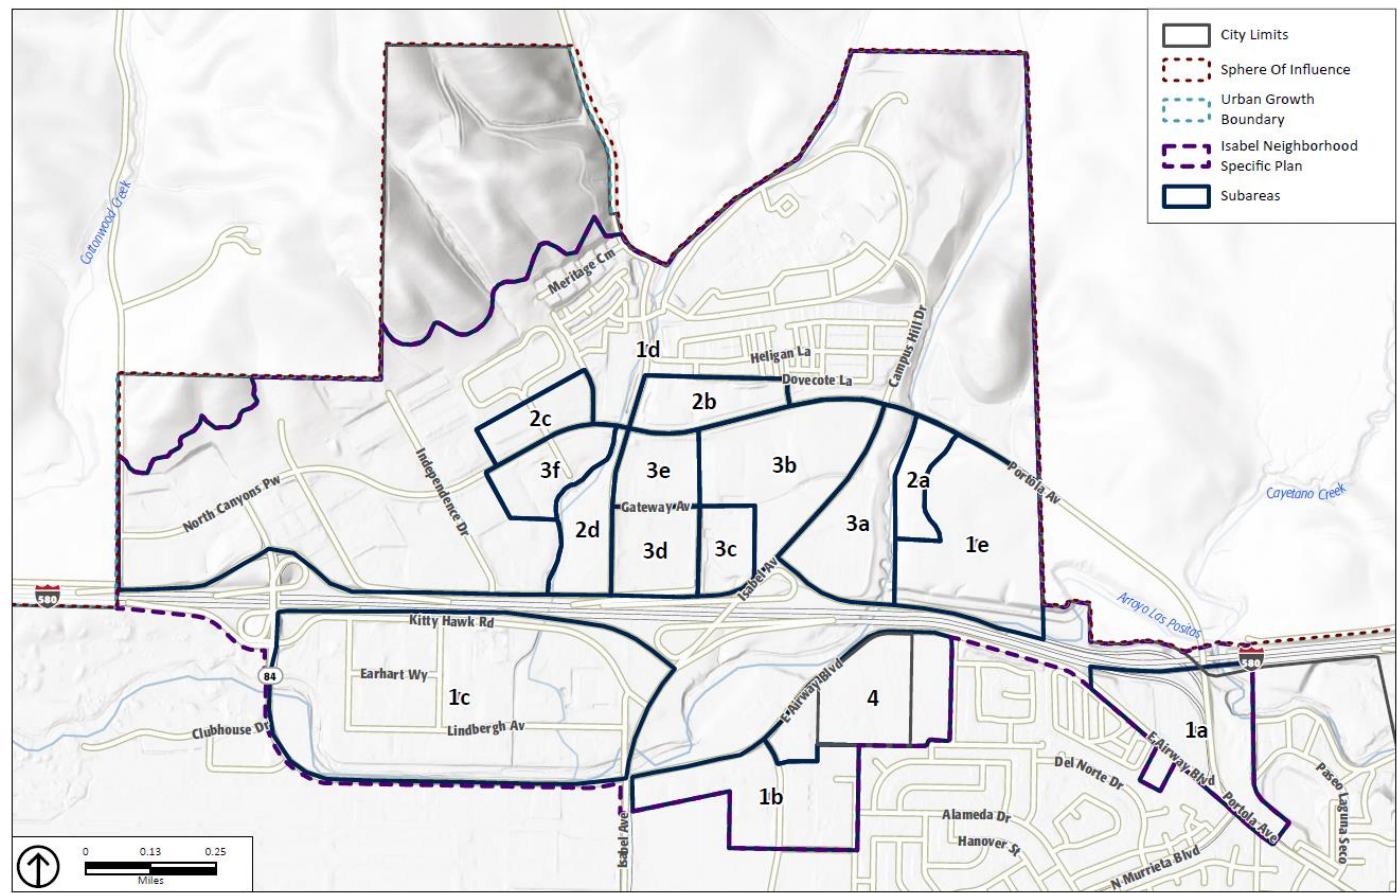 City Limits
Sphere Of Influence
Urban Growth
Boundary
Isabel Neighborhood
Specific Plan
Subareas
Cottonwood Creek
Meritage Cm
1d
Heligan La
Campus Hill Dr
Dovecote La
2b
2c
3f
3e
3b
2a
Portola Av
Independence Dr
North Canyons Pw
Gateway Av
Cayetano Creek
2d
3d
3c
3a
1e
Isabel Av
580
Arroyo Las Positas
Kitty Hawk Rd
580
84
Earhart Wy
1c
E Airway Blvd
4
Clubhouse Dr
Lindbergh Av
1a
E Airway Blvd
Del Norte Dr
Paseo Laguna Seco
1b
Portola Ave
Alameda Dr
Hanover St
Isabel Ave
N Murrieta Blvd
0 0.13 0.25
Miles